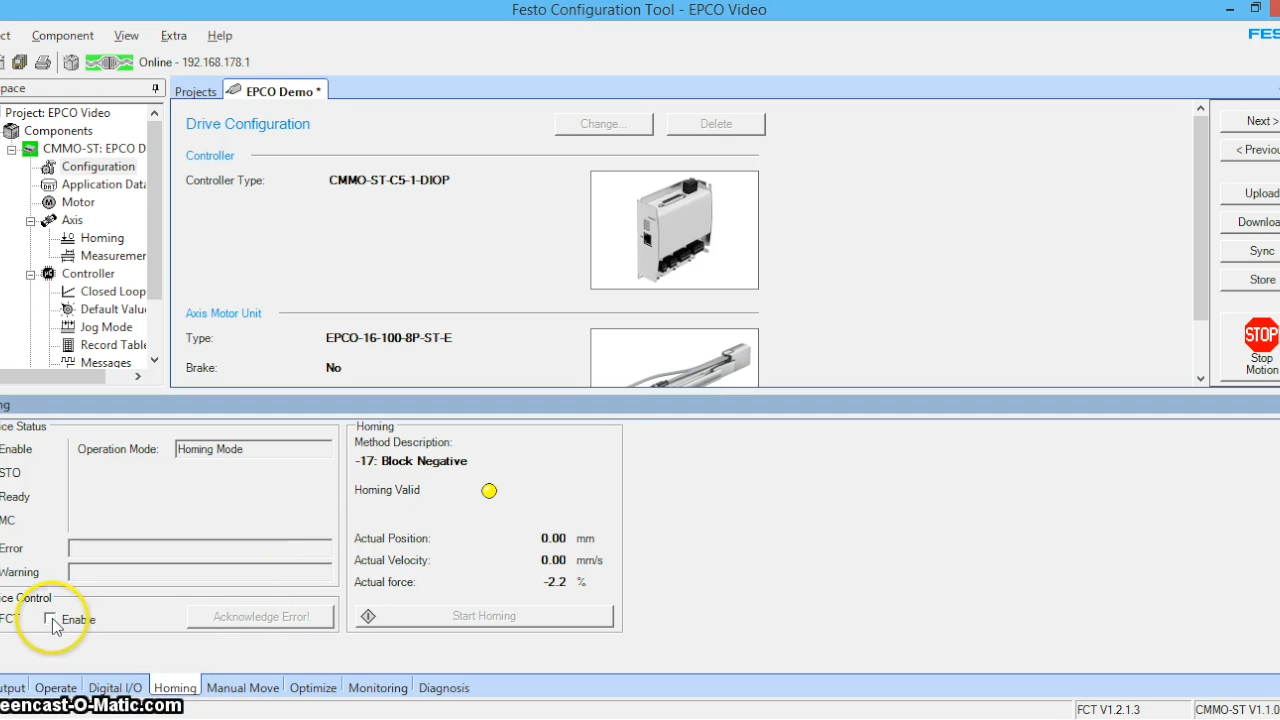 Festo Configuration Tool - EPCO Video
ct Component View Extra Help
FES
Online - 192.168.178.1
space
Projects
EPCO Demo *
Project: EPCO Video
Components
CMMO-ST: EPCO D
Configuration
Application Data
Motor
Axis
Homing
Measuremen
Controller
Closed Loop
Default Valu
Jog Mode
Record Table
Messages
Drive Configuration
Change...
Delete
Controller
Controller Type: CMMO-ST-C5-1-DIOP
Axis Motor Unit
Type: EPCO-16-100-8P-ST-E
Brake: No
Next >
< Previou
Upload
Downloa
Sync
Store
STOP
Stop
Motion
ng
ice Status
Enable
STO
Ready
MC
Error
Warning
Operation Mode: Homing Mode
ice Control
FCT
Enable
Acknowledge Error!
Homing
Method Description:
-17: Block Negative
Homing Valid
Actual Position: 0.00 mm
Actual Velocity: 0.00 mm/s
Actual force: -2.2 %
Start Homing
utput Operate Digital I/O Homing Manual Move Optimize Monitoring Diagnosis
eencast-O-Matic.com
FCT V1.2.1.3
CMMO-ST V1.1.0